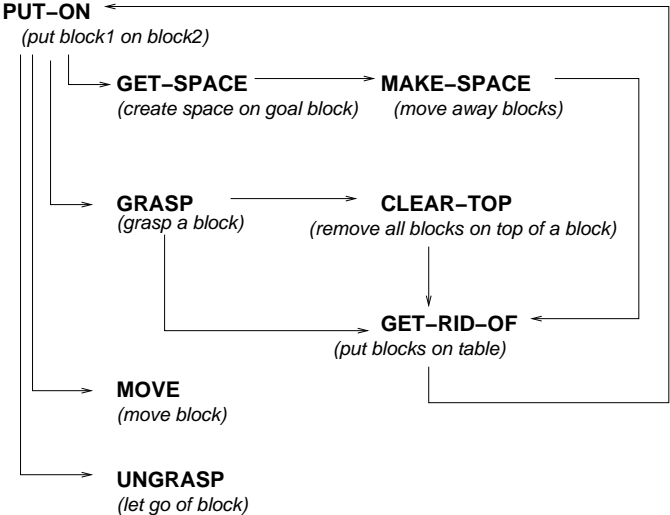 PUT–ON
(put block1 on block2)
GET–SPACE
MAKE–SPACE
(create space on goal block)
(move away blocks)
GRASP
CLEAR–TOP
(grasp a block)
(remove all blocks on top of a block)
GET–RID–OF
(put blocks on table)
MOVE
(move block)
UNGRASP
(let go of block)